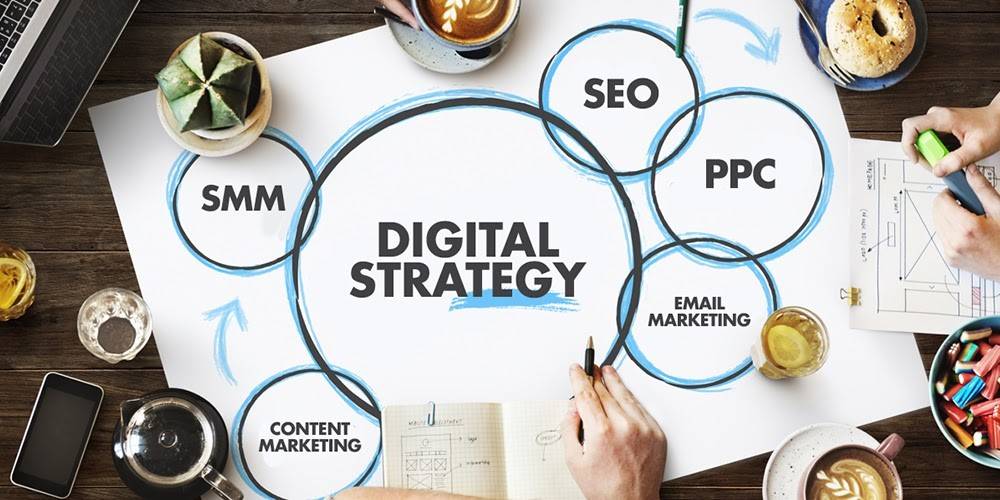 SEO
PPC
SMM
DIGITAL
STRATEGY
EMAIL
MARKETING
CONTENT
MARKETING